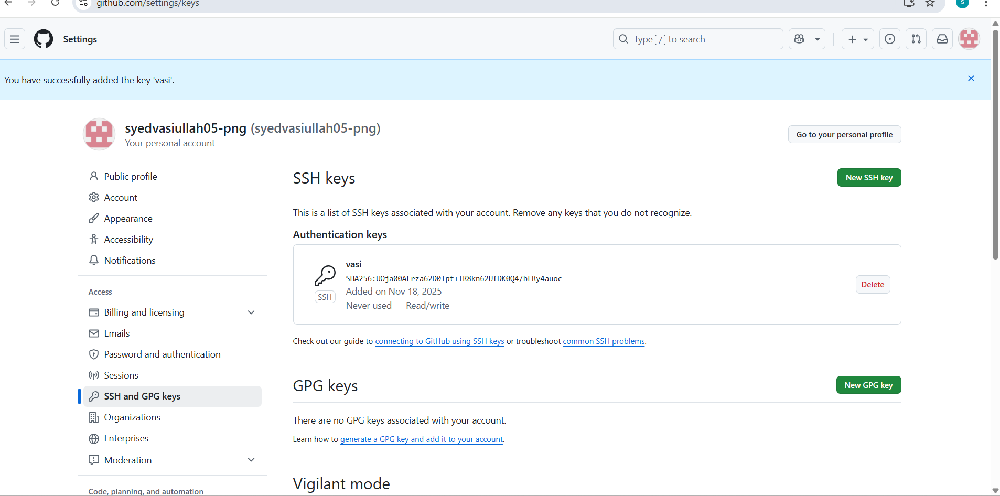 github.com/settings/keys
S
Settings
Type / to search
You have successfully added the key 'vasi'.
syedvasiullah05-png (syedvasiullah05-png)
Your personal account
Go to your personal profile
Public profile
Account
Appearance
Accessibility
Notifications
Access
Billing and licensing
Emails
Password and authentication
Sessions
SSH and GPG keys
Organizations
Enterprises
Moderation
Code, planning, and automation
SSH keys
New SSH key
This is a list of SSH keys associated with your account. Remove any keys that you do not recognize.
Authentication keys
vasi
SHA256:UOja00ALrza62D0Tpt+IR8kn62UfDK0Q4/bLRy4auoc
Added on Nov 18, 2025
Never used — Read/write
SSH
Delete
Check out our guide to connecting to GitHub using SSH keys or troubleshoot common SSH problems.
GPG keys
New GPG key
There are no GPG keys associated with your account.
Learn how to generate a GPG key and add it to your account.
Vigilant mode